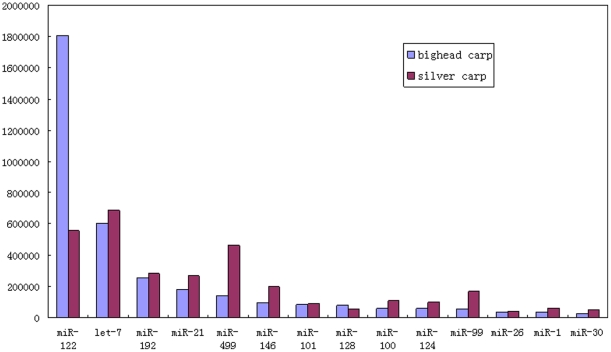 2000000
1800000
1600000
1400000
1200000
1000000
800000
600000
400000
200000
0
bighead carp
silver carp
miR-
122
let-7
miR-
192
miR-21
miR-
499
miR-
146
miR-
101
miR-
128
miR-
100
miR-
124
miR-99
miR-26
miR-1
miR-30